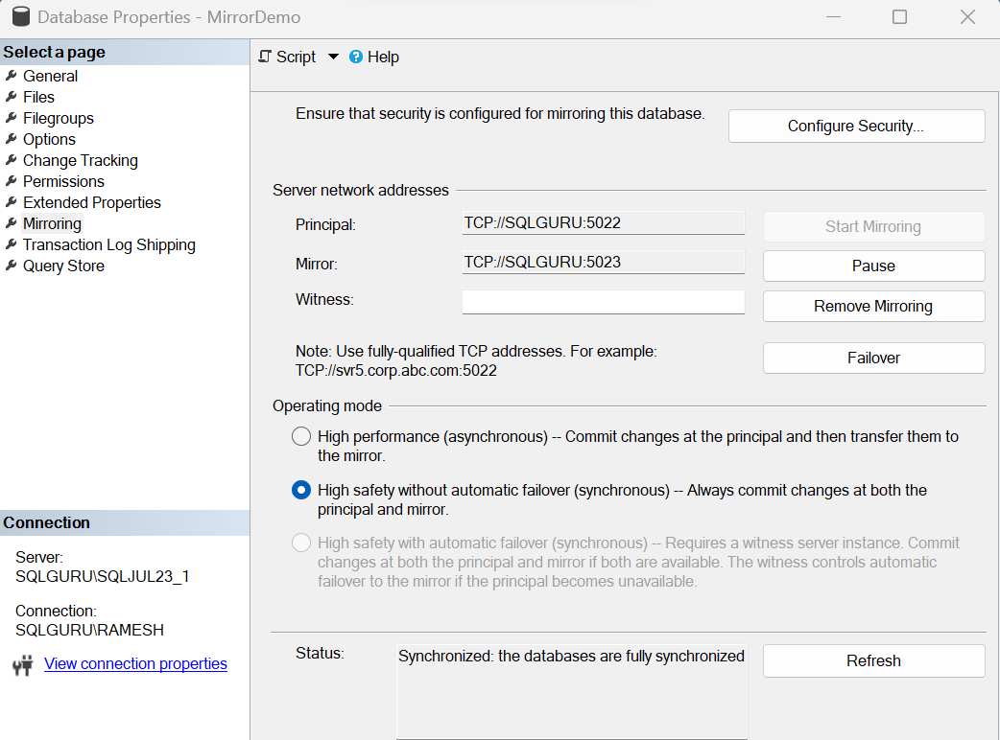 Database Properties - MirrorDemo
Select a page
General
Files
Filegroups
Options
Change Tracking
Permissions
Extended Properties
Mirroring
Transaction Log Shipping
Query Store
Connection
Server:
SQLGURU\SQLJUL23_1
Connection:
SQLGURU\RAMESH
View connection properties
Script
? Help
Ensure that security is configured for mirroring this database.
Configure Security...
Server network addresses
Principal:
TCP://SQLGURU:5022
Start Mirroring
Mirror:
TCP://SQLGURU:5023
Pause
Witness:
Remove Mirroring
Note: Use fully-qualified TCP addresses. For example:
TCP://svr5.corp.abc.com:5022
Failover
Operating mode
High performance (asynchronous) -- Commit changes at the principal and then transfer them to
the mirror.
High safety without automatic failover (synchronous) -- Always commit changes at both the
principal and mirror.
High safety with automatic failover (synchronous) -- Requires a witness server instance. Commit
changes at both the principal and mirror if both are available. The witness controls automatic
failover to the mirror if the principal becomes unavailable.
Status:
Synchronized: the databases are fully synchronized
Refresh